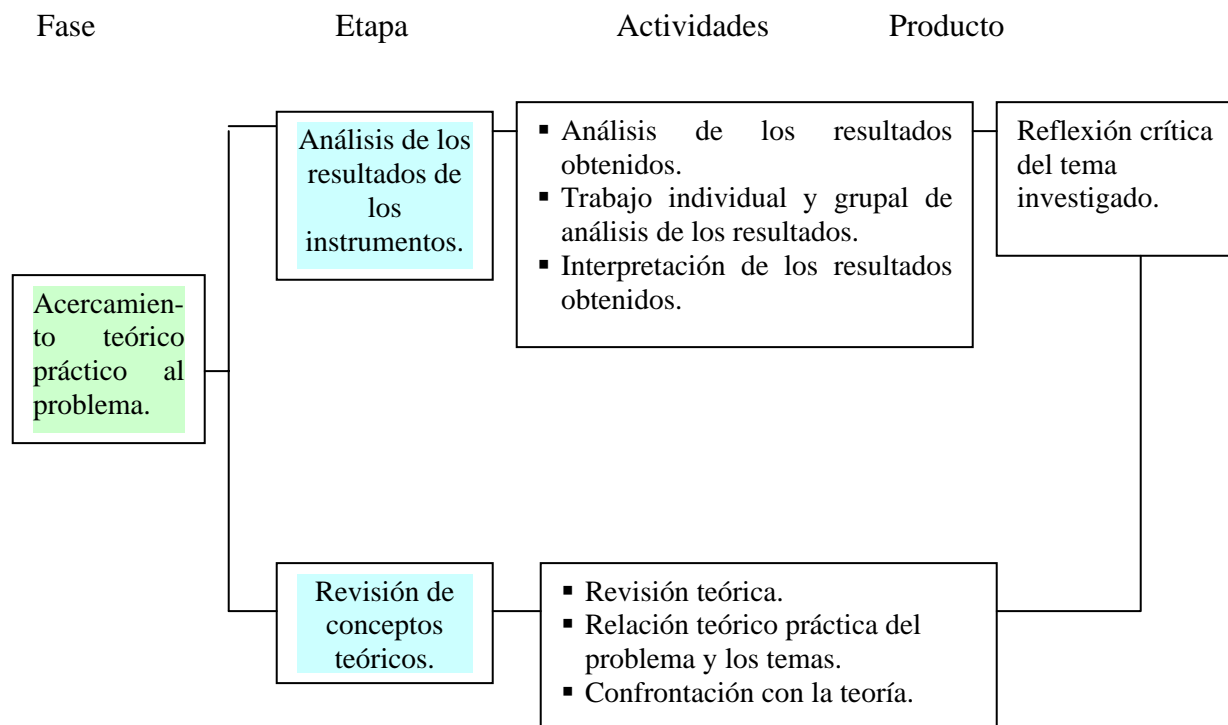 Fase Etapa Actividades Producto
Análisis de los
resultados de
los
instrumentos.
▪ Análisis de los resultados
obtenidos.
▪ Trabajo individual y grupal de
análisis de los resultados.
▪ Interpretación de los resultados
obtenidos.
Reflexión crítica
del tema
investigado.
Acercamien-
to teórico
práctico al
problema.
Revisión de
conceptos
teóricos.
▪ Revisión teórica.
▪ Relación teórico práctica del
problema y los temas.
▪ Confrontación con la teoría.